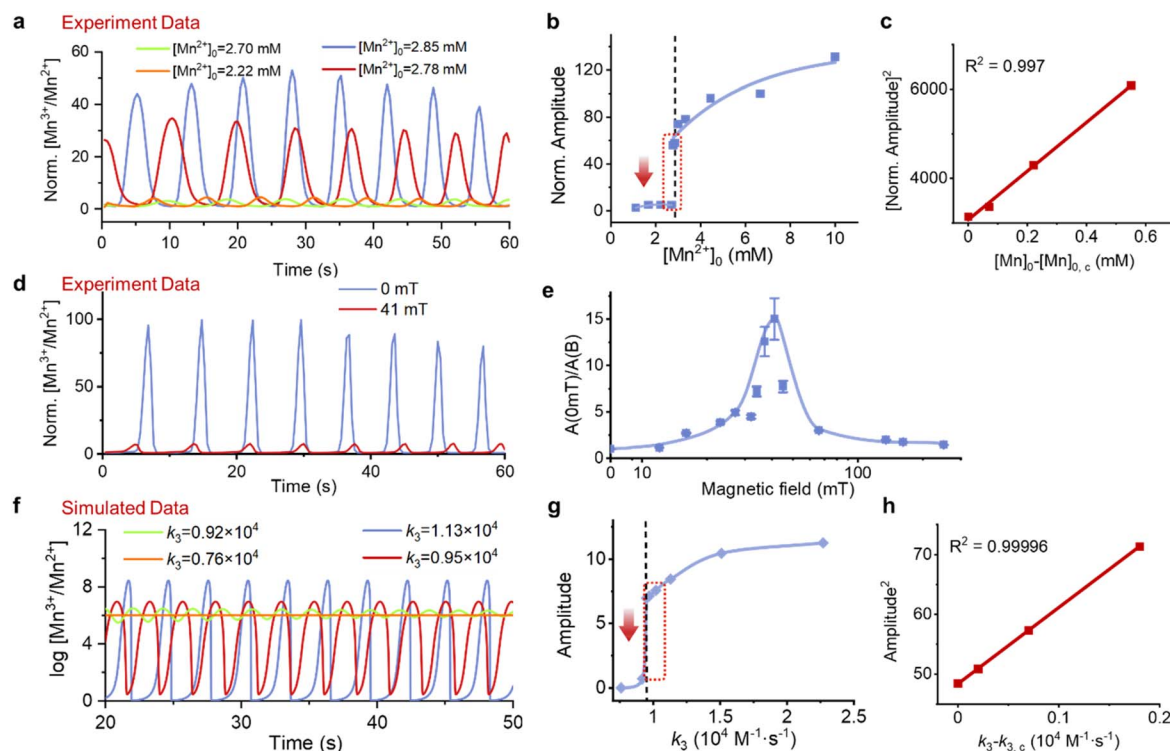 a Experiment Data
[Mn²⁺]₀=2.70 mM [Mn²⁺]₀=2.85 mM
[Mn²⁺]₀=2.22 mM [Mn²⁺]₀=2.78 mM
Norm. [Mn³⁺/Mn²⁺]
60
40
20
0
0 10 20 30 40 50 60
Time (s)
b
Norm. Amplitude
120
80
40
0
0 2 4 6 8 10
[Mn²⁺]₀ (mM)
c
R² = 0.997
[Norm. Amplitude]²
6000
4000
0.0 0.2 0.4 0.6
[Mn]₀-[Mn]₀, c (mM)
d Experiment Data
0 mT
41 mT
Norm. [Mn³⁺/Mn²⁺]
100
50
0
0 20 40 60
Time (s)
e
A(0mT)/A(B)
15
10
5
0
0 10 100
Magnetic field (mT)
f Simulated Data
k₃=0.92×10⁴ k₃=1.13×10⁴
k₃=0.76×10⁴ k₃=0.95×10⁴
log [Mn³⁺/Mn²⁺]
12
8
4
0
20 30 40 50
Time (s)
g
Amplitude
10
5
0
1 1.5 2 2.5
k₃ (10⁴ M⁻¹·s⁻¹)
h
R² = 0.99996
Amplitude²
70
60
50
0 0.1 0.2
k₃-k₃, c (10⁴ M⁻¹·s⁻¹)